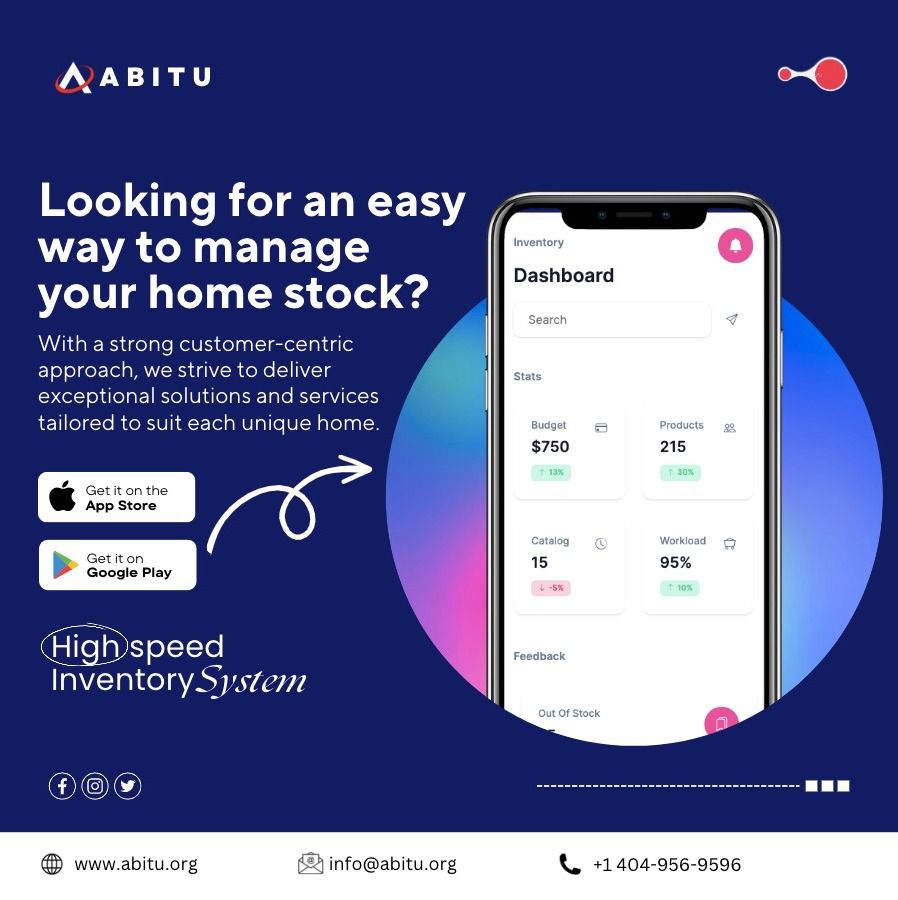 ABITU
Looking for an easy
way to manage
your home stock?
With a strong customer-centric
approach, we strive to deliver
exceptional solutions and services
tailored to suit each unique home.
Get it on the
App Store
Get it on
Google Play
High speed
Inventory System
Inventory
Dashboard
Search
Stats
Budget
$750
↑ 13%
Products
215
↑ 30%
Catalog
15
↓ -5%
Workload
95%
↑ 10%
Feedback
Out Of Stock
www.abitu.org
info@abitu.org
+1 404-956-9596